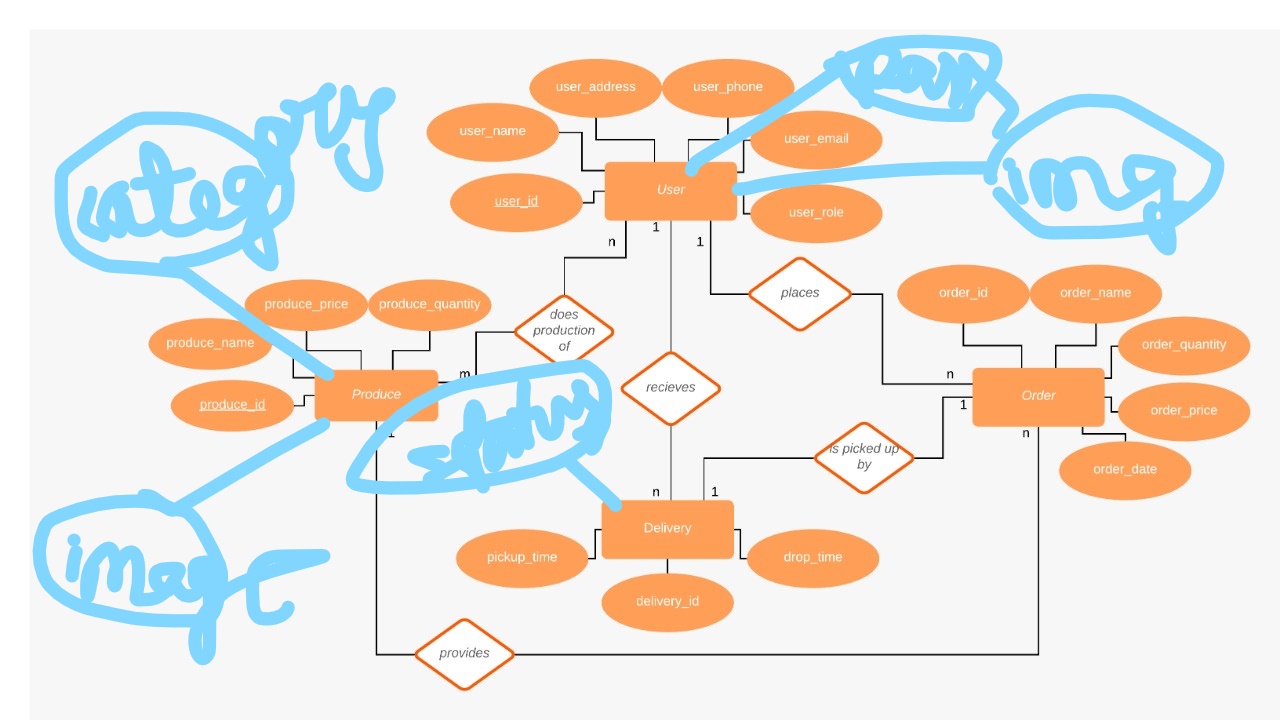 user_address
user_phone
pass
user_name
user_email
category
img
user_id
User
user_role
n
1
1
produce_price
produce_quantity
does
production
of
places
order_id
order_name
produce_name
m
recieves
n
order_quantity
produce_id
Produce
1
Order
order_price
1
status
is picked up
by
n
order_date
n
1
Delivery
image
pickup_time
drop_time
delivery_id
provides